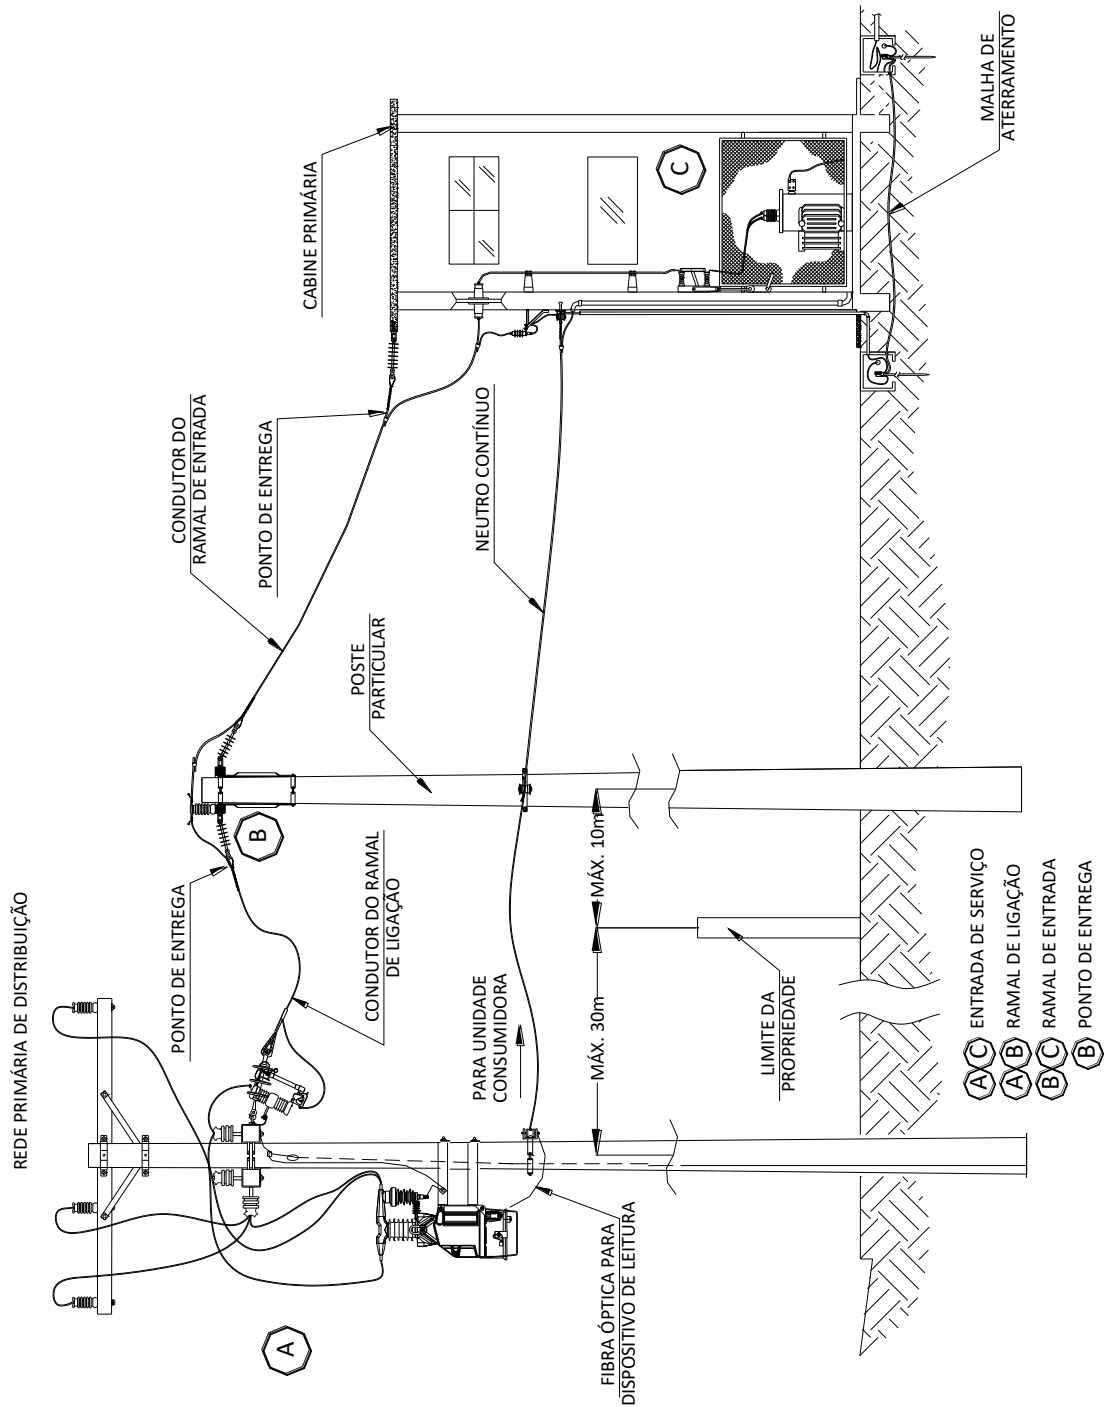 REDE PRIMÁRIA DE DISTRIBUIÇÃO
A
PONTO DE ENTREGA
CONDUTOR DO RAMAL
DE LIGAÇÃO
B
CONDUTOR DO
RAMAL DE ENTRADA
PONTO DE ENTREGA
CABINE PRIMÁRIA
POSTE
PARTICULAR
NEUTRO CONTÍNUO
C
PARA UNIDADE
CONSUMIDORA
FIBRA ÓPTICA PARA
DISPOSITIVO DE LEITURA
MÁX. 30m
MÁX. 10m
LIMITE DA
PROPRIEDADE
MALHA DE
ATERRAMENTO
A C ENTRADA DE SERVIÇO
A B RAMAL DE LIGAÇÃO
B C RAMAL DE ENTRADA
B PONTO DE ENTREGA